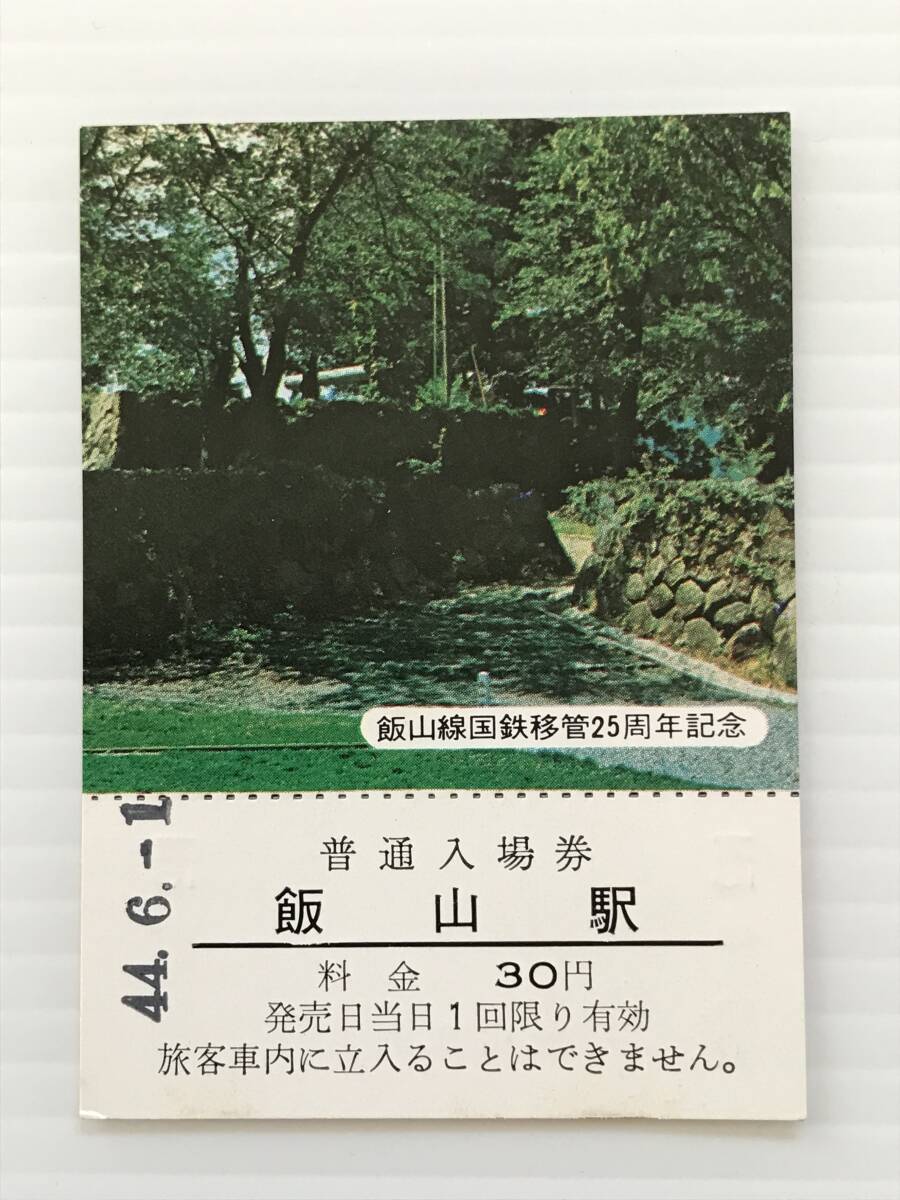 飯山線国鉄移管25周年記念
44.6.-1
普通入場券
飯山駅
料金 30円
発売日当日1回限り有効
旅客車内に立入ることはできません。